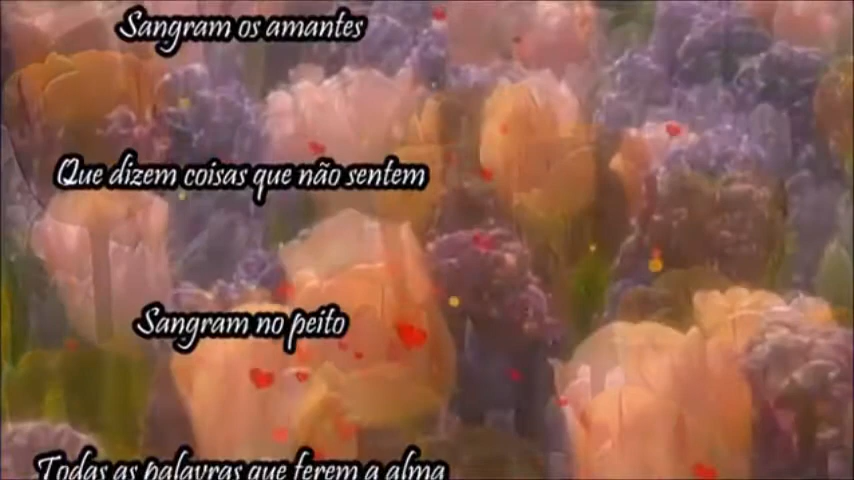 Sangram os amantes
Que dizem coisas que não sentem
Sangram no peito
Todas as palavras que ferem a alma